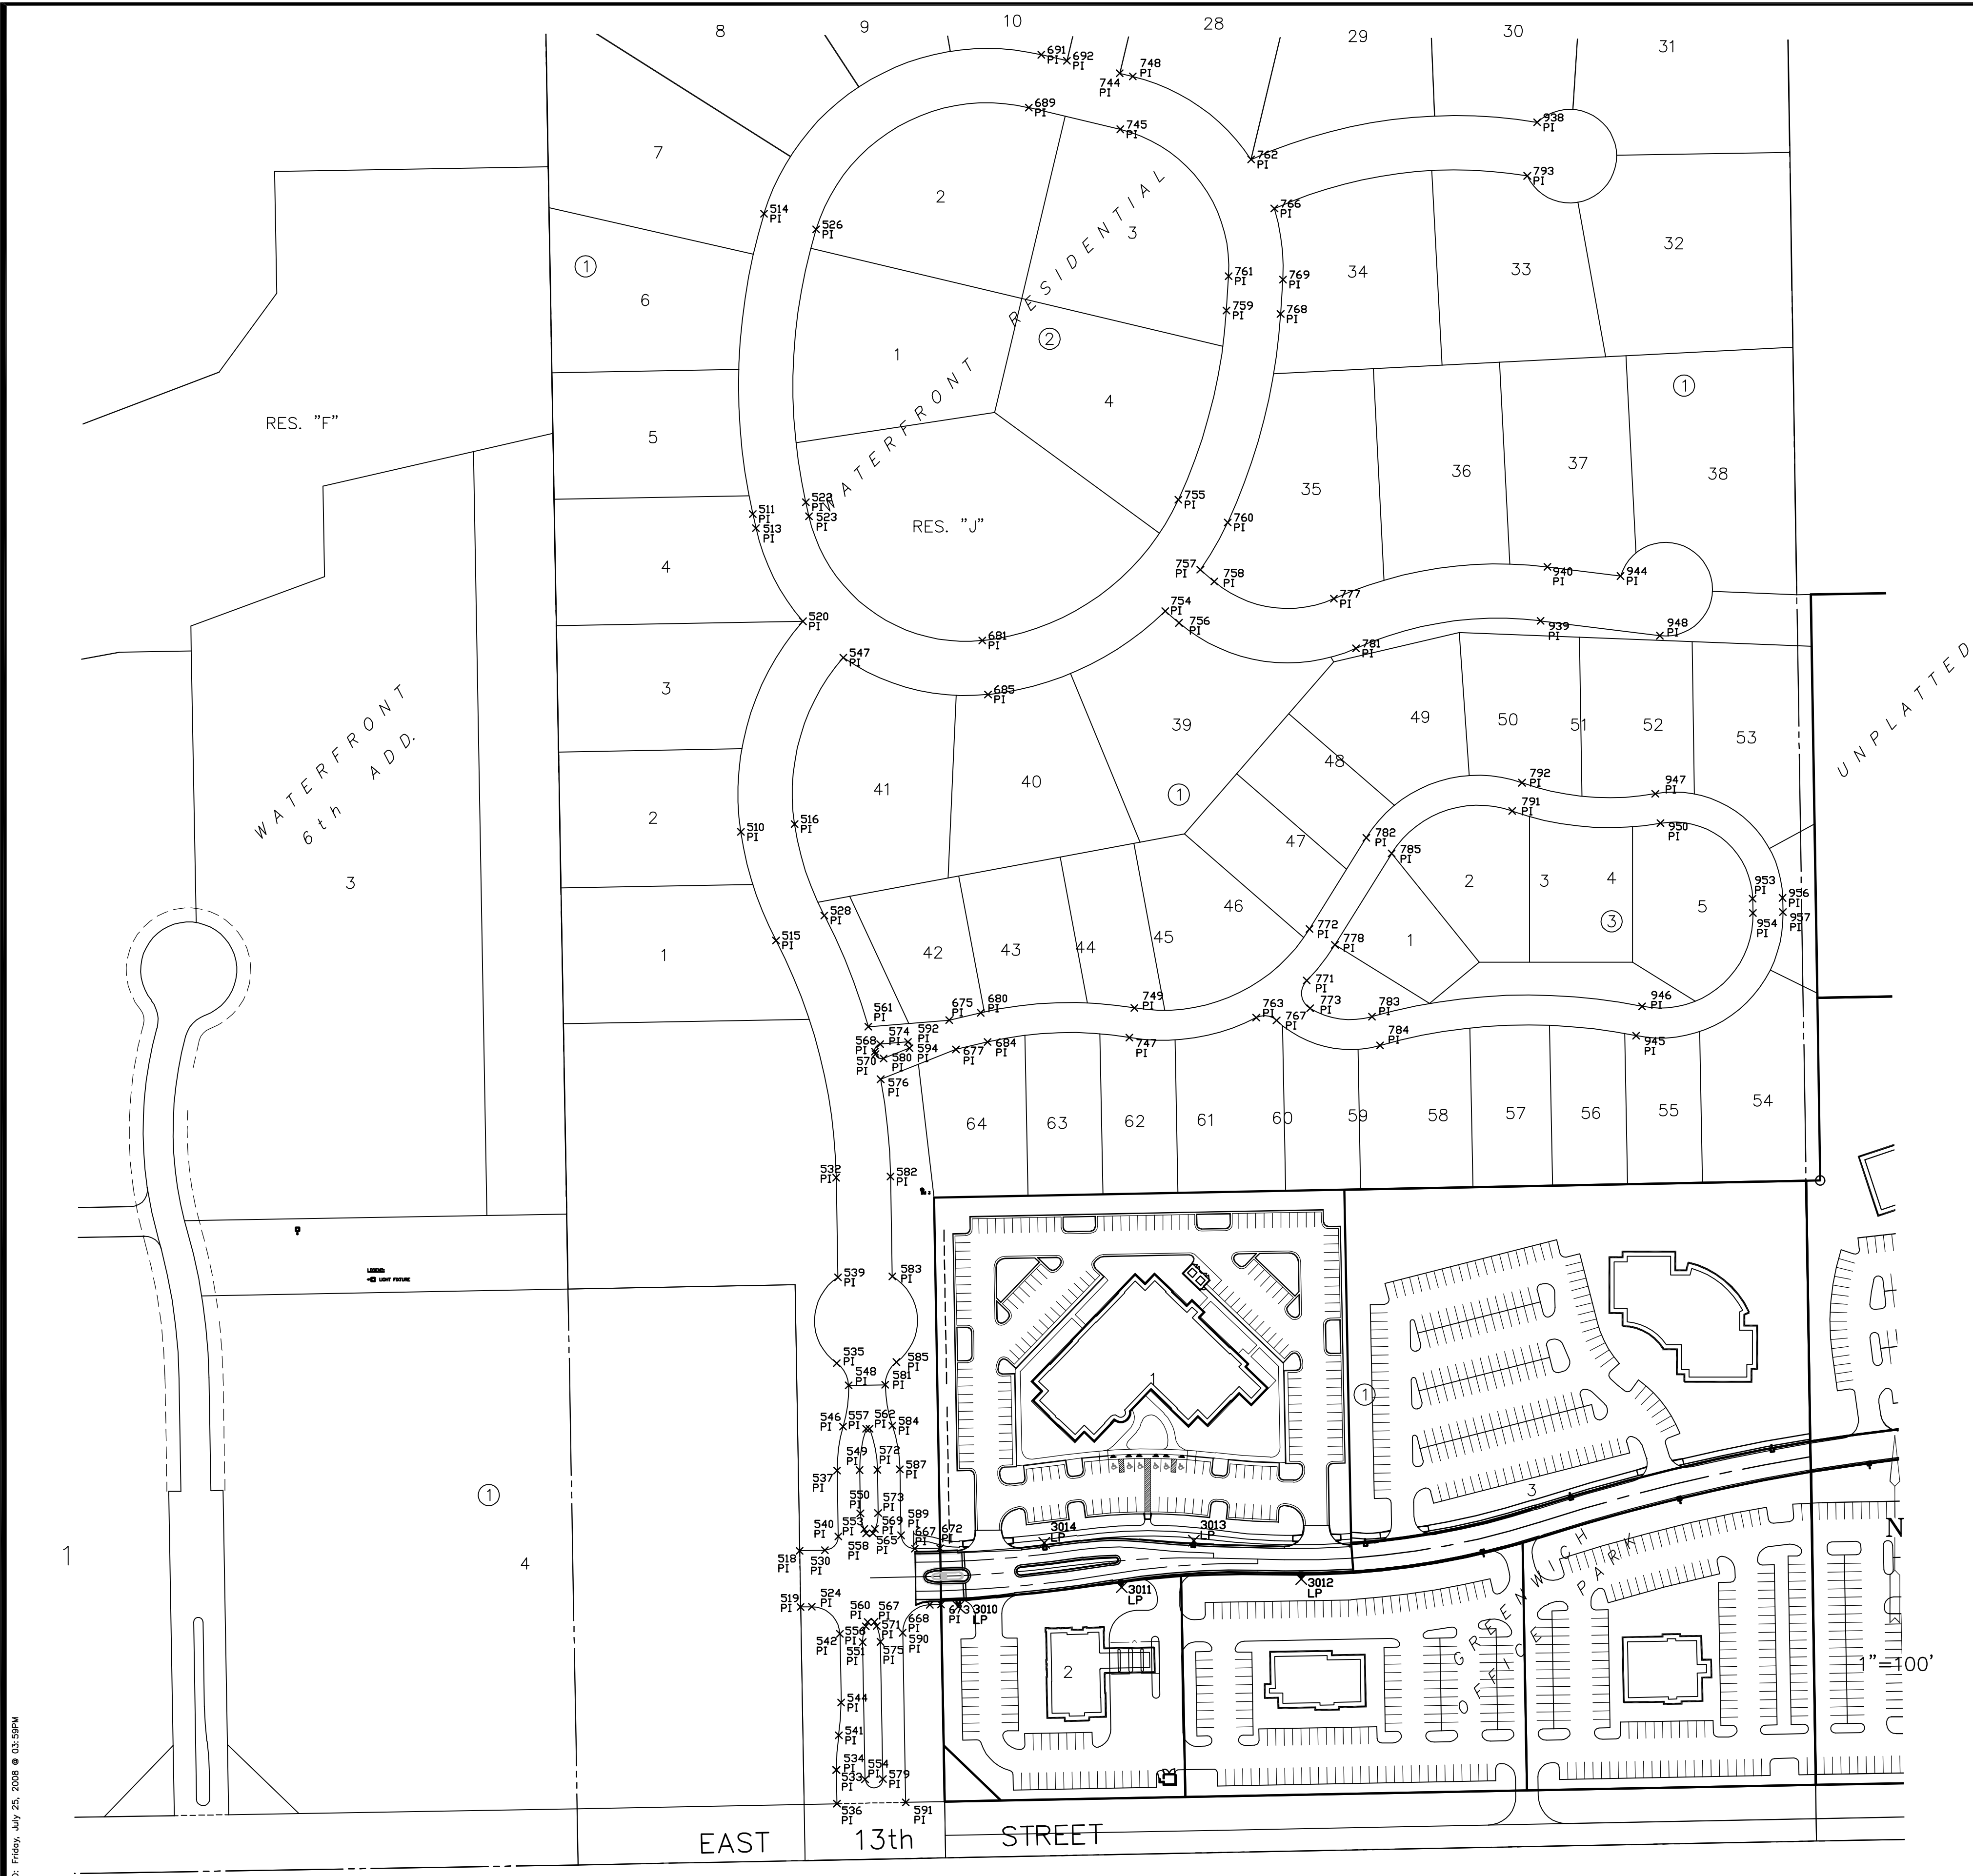 8
9
10
28
29
30
31
691
PI
692
PI
744
PI
748
PI
689
PI
745
PI
938
PI
7
2
762
PI
793
PI
514
PI
526
PI
766
PI
3
RESIDENTIAL
32
1
6
761
PI
769
PI
34
33
759
PI
768
PI
2
1
WATERFRONT
4
1
RES. "F"
5
36
37
38
35
522
PI
755
PI
511
PI
523
PI
513
PI
RES. "J"
760
PI
4
757
PI
758
PI
940
PI
944
PI
777
PI
754
PI
756
PI
520
PI
939
PI
948
PI
681
PI
781
PI
547
PI
685
PI
3
UNPLATTED
WATERFRONT
6th ADD.
39
49
50
51
52
53
48
41
40
1
792
PI
947
PI
2
510
PI
516
PI
791
PI
950
PI
782
PI
785
PI
47
3
2
3
4
5
953
PI
956
PI
954
PI
957
PI
46
3
528
PI
515
PI
772
PI
778
PI
1
1
42
43
44
45
771
PI
773
PI
561
PI
675
PI
680
PI
749
PI
763
PI
767
PI
783
PI
946
PI
574
PI
592
PI
568
PI
594
PI
570
PI
580
PI
677
PI
684
PI
747
PI
784
PI
945
PI
576
PI
64
63
62
61
60
59
58
57
56
55
54
532
PI
582
PI
LEGEND:
LIGHT FIXTURE
539
PI
583
PI
535
PI
585
PI
548
PI
581
PI
1
1
546
PI
557
PI
562
PI
584
PI
549
PI
572
PI
537
PI
587
PI
1
3
550
PI
573
PI
589
PI
540
PI
553
PI
569
PI
667
PI
672
PI
558
PI
565
PI
3014
LP
3013
LP
N
1
4
518
PI
530
PI
3011
LP
3012
LP
519
PI
524
PI
560
PI
567
PI
668
PI
673
PI
3010
LP
556
PI
571
PI
542
PI
551
PI
575
PI
590
PI
GREENWICH
OFFICE PARK
2
1"=100'
544
PI
541
PI
534
PI
533
PI
554
PI
579
PI
536
PI
591
PI
EAST 13th STREET
: Friday, July 25, 2008 @ 03:59PM